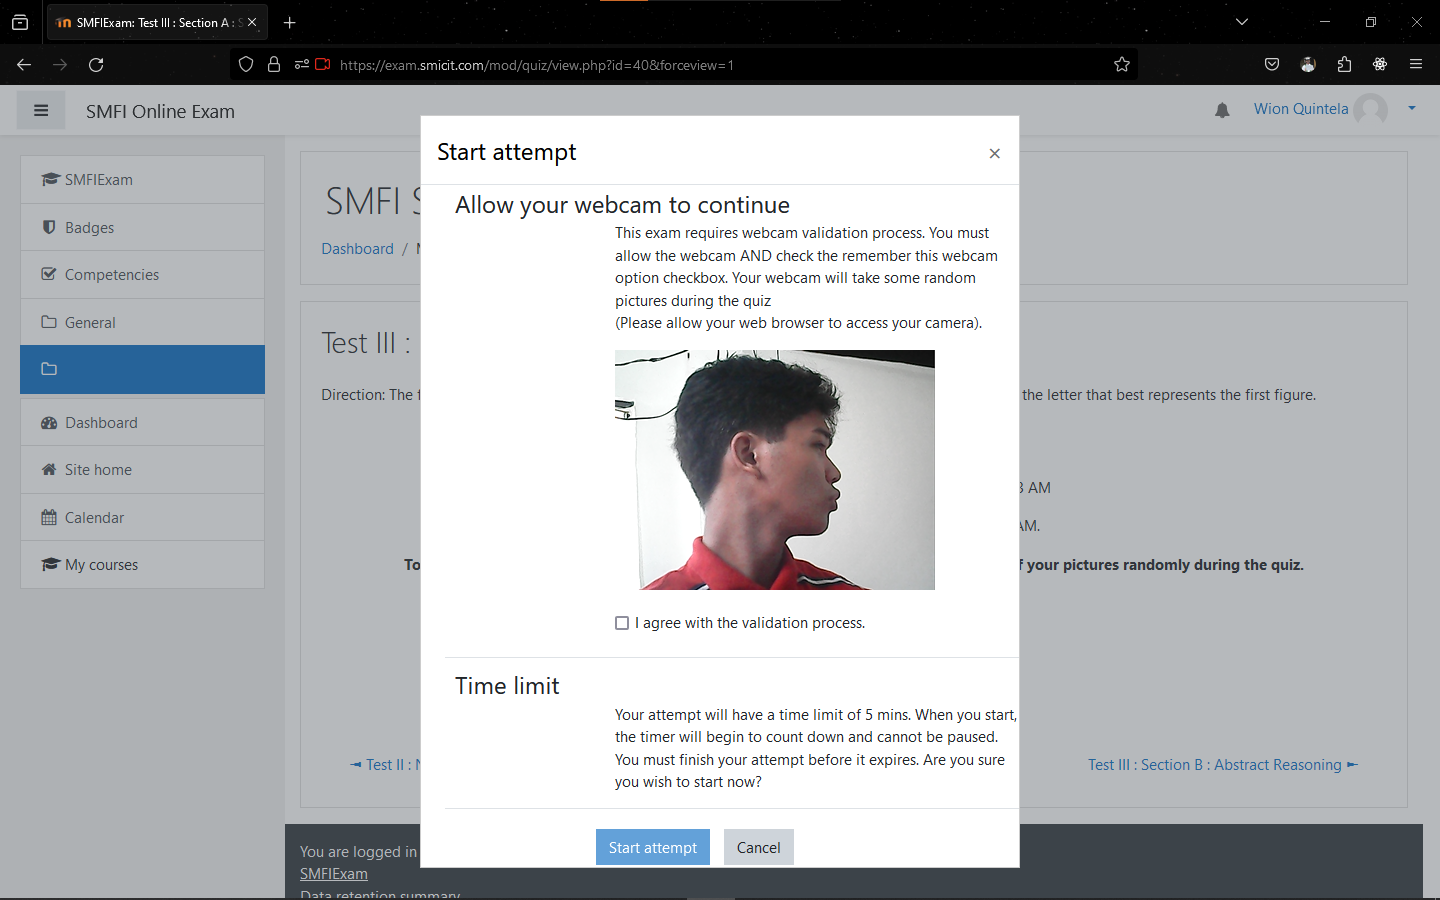 SMFIExam: Test III : Section A :
https://exam.smicit.com/mod/quiz/view.php?id=40&forceview=1
SMFI Online Exam
Wion Quintela
SMFIExam
Badges
Competencies
General
Dashboard
Site home
Calendar
My courses
SMFI
Dashboard /
Test III :
Direction: The
the letter that best represents the first figure.
AM
AM.
To
your pictures randomly during the quiz.
Test II :
Test III : Section B : Abstract Reasoning
You are logged in
SMFIExam
Data retention summary
Start attempt
×
Allow your webcam to continue
This exam requires webcam validation process. You must
allow the webcam AND check the remember this webcam
option checkbox. Your webcam will take some random
pictures during the quiz
(Please allow your web browser to access your camera).
I agree with the validation process.
Time limit
Your attempt will have a time limit of 5 mins. When you start,
the timer will begin to count down and cannot be paused.
You must finish your attempt before it expires. Are you sure
you wish to start now?
Start attempt
Cancel